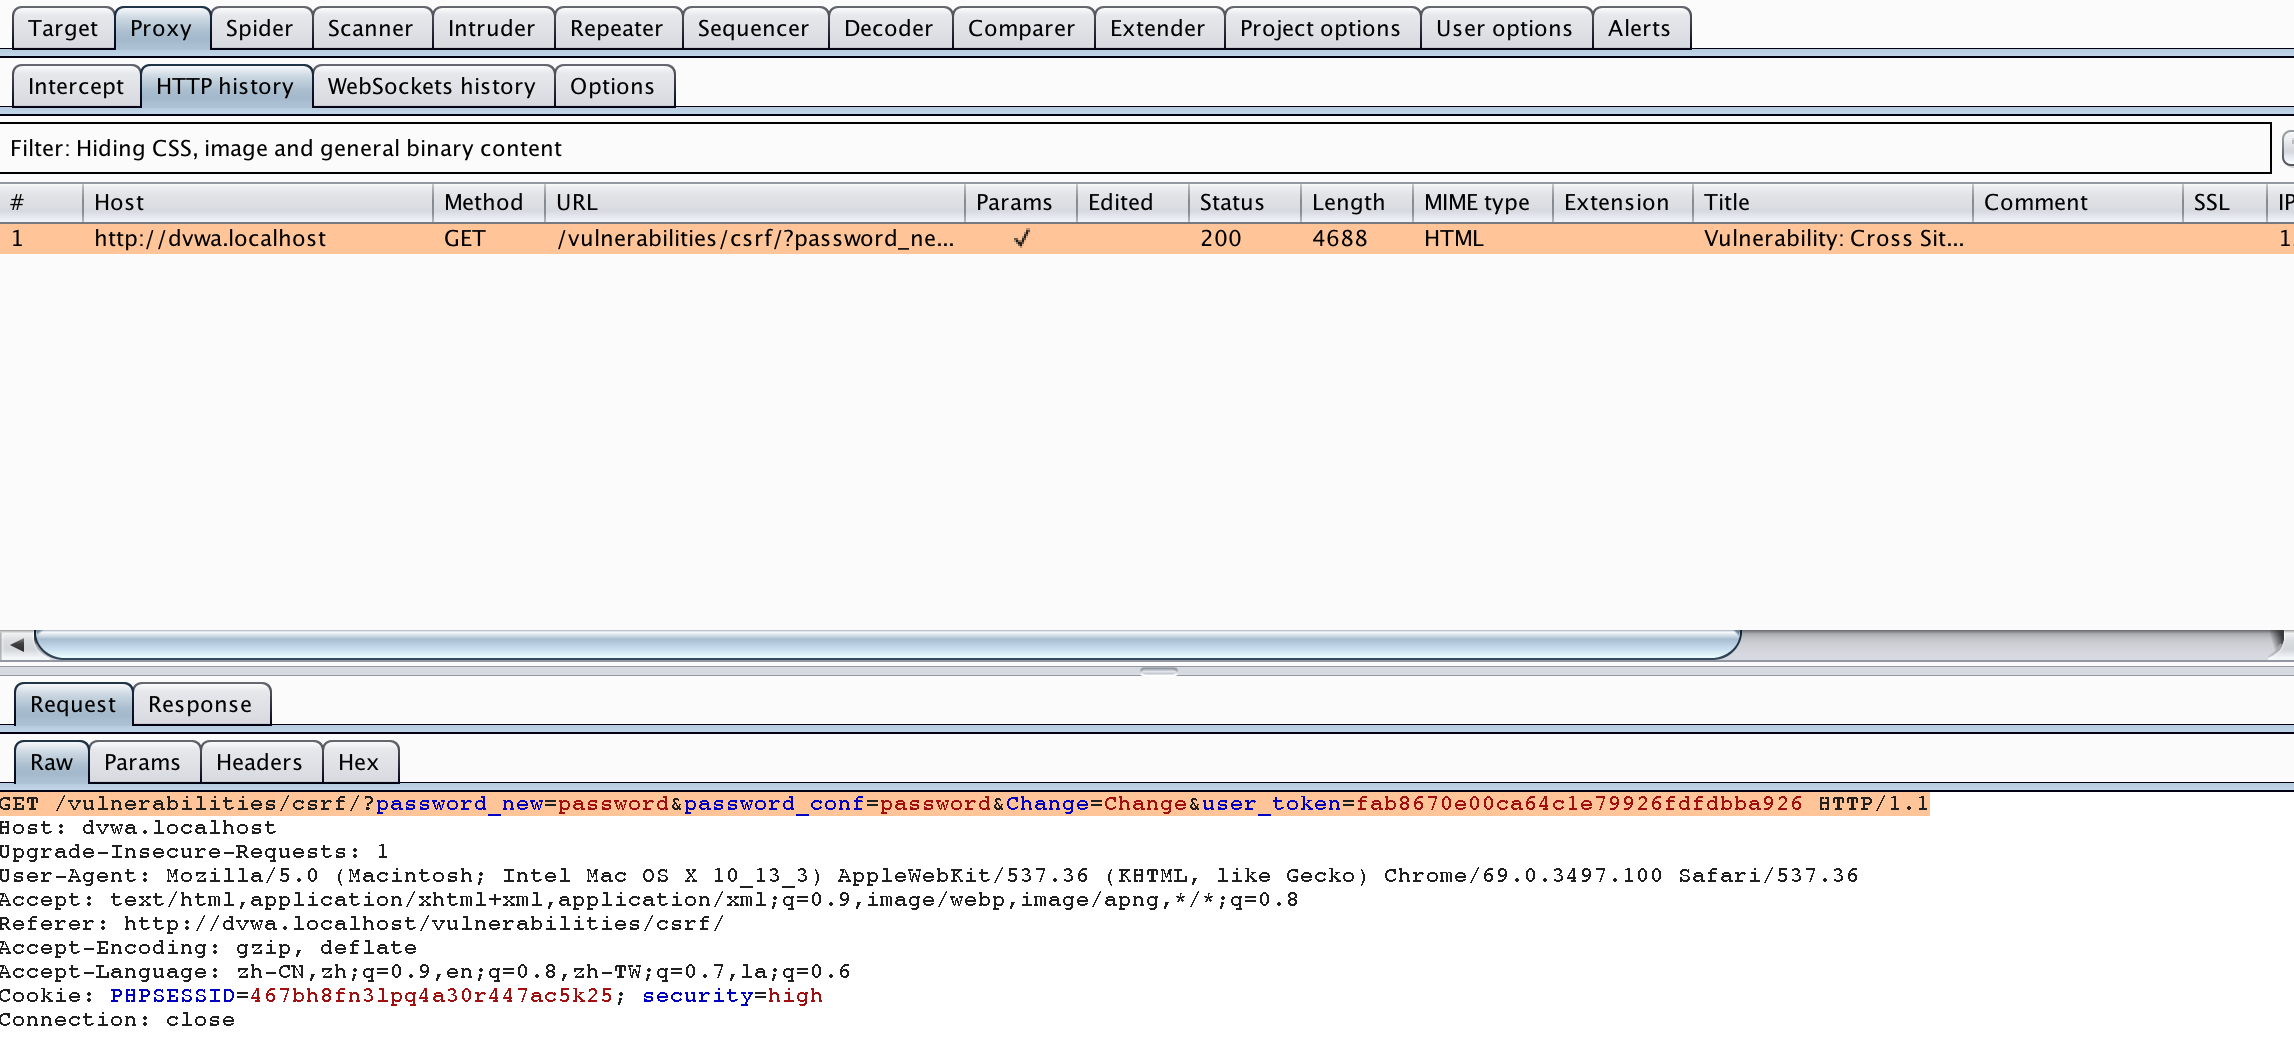 Target Proxy Spider Scanner Intruder Repeater Sequencer Decoder Comparer Extender Project options User options Alerts
Intercept HTTP history WebSockets history Options
Filter: Hiding CSS, image and general binary content
# Host Method URL Params Edited Status Length MIME type Extension Title Comment SSL IP
1 http://dvwa.localhost GET /vulnerabilities/csrf/?password_ne... ✓ 200 4688 HTML Vulnerability: Cross Sit... 1
Request Response
Raw Params Headers Hex
GET /vulnerabilities/csrf/?password_new=password&password_conf=password&Change=Change&user_token=fab8670e00ca64c1e79926fdfdbba926 HTTP/1.1
Host: dvwa.localhost
Upgrade-Insecure-Requests: 1
User-Agent: Mozilla/5.0 (Macintosh; Intel Mac OS X 10_13_3) AppleWebKit/537.36 (KHTML, like Gecko) Chrome/69.0.3497.100 Safari/537.36
Accept: text/html,application/xhtml+xml,application/xml;q=0.9,image/webp,image/apng,*/*;q=0.8
Referer: http://dvwa.localhost/vulnerabilities/csrf/
Accept-Encoding: gzip, deflate
Accept-Language: zh-CN,zh;q=0.9,en;q=0.8,zh-TW;q=0.7,la;q=0.6
Cookie: PHPSESSID=467bh8fn3lpq4a30r447ac5k25; security=high
Connection: close